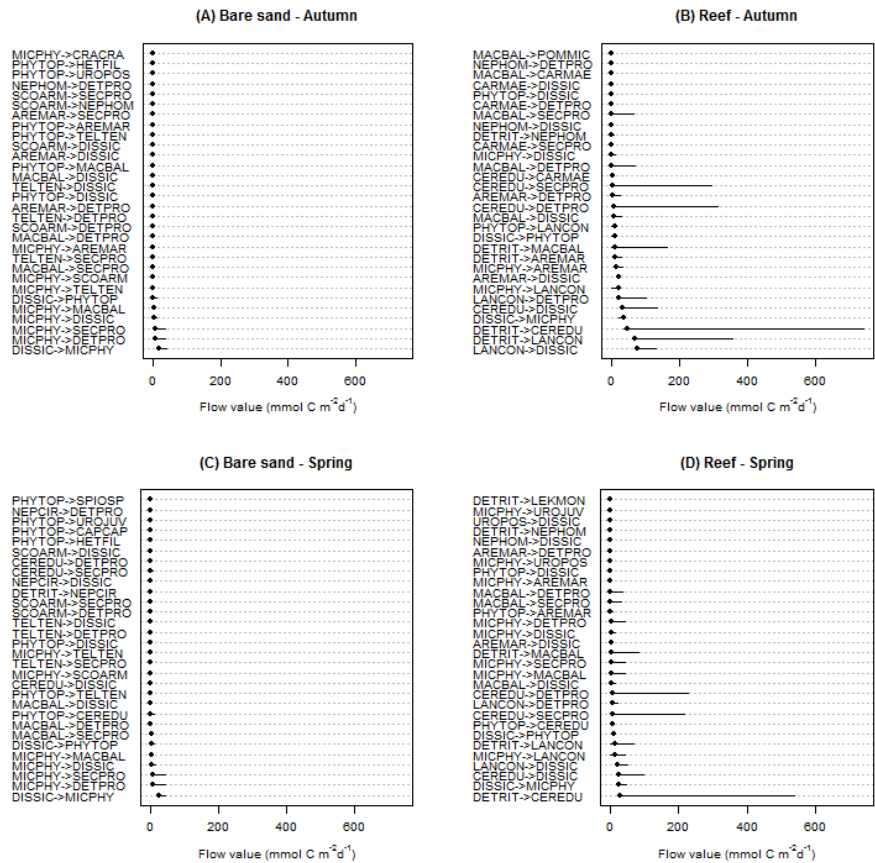 (A) Bare sand - Autumn
MICPHY->CRACRA
PHYTOP->HETFIL
PHYTOP->UROPOS
NEPHOM->DETPRO
SCOARM->SECPRO
SCOARM->NEPHOM
AREMAR->SECPRO
PHYTOP->AREMAR
PHYTOP->TELTEN
SCOARM->DISSIC
AREMAR->DISSIC
PHYTOP->MACBAL
MACBAL->DISSIC
TELTEN->DISSIC
PHYTOP->DISSIC
AREMAR->DETPRO
TELTEN->DETPRO
SCOARM->DETPRO
MACBAL->DETPRO
MICPHY->AREMAR
TELTEN->SECPRO
MACBAL->SECPRO
MICPHY->SCOARM
MICPHY->TELTEN
DISSIC->PHYTOP
MICPHY->MACBAL
MICPHY->DISSIC
MICPHY->SECPRO
MICPHY->DETPRO
DISSIC->MICPHY
0 200 400 600
Flow value (mmol C m⁻²d⁻¹)
(B) Reef - Autumn
MACBAL->POMMIC
NEPHOM->DETPRO
MACBAL->CARMAE
CARMAE->DISSIC
PHYTOP->DISSIC
CARMAE->DETPRO
MACBAL->SECPRO
NEPHOM->DISSIC
DETRIT->NEPHOM
CARMAE->SECPRO
MICPHY->DISSIC
MACBAL->DETPRO
CEREDU->CARMAE
CEREDU->SECPRO
AREMAR->DETPRO
CEREDU->DETPRO
MACBAL->DISSIC
PHYTOP->LANCON
DISSIC->PHYTOP
DETRIT->MACBAL
DETRIT->AREMAR
MICPHY->AREMAR
AREMAR->DISSIC
MICPHY->LANCON
LANCON->DETPRO
CEREDU->DISSIC
DISSIC->MICPHY
DETRIT->CEREDU
DETRIT->LANCON
LANCON->DISSIC
0 200 400 600
Flow value (mmol C m⁻²d⁻¹)
(C) Bare sand - Spring
PHYTOP->SPIOSP
NEPCIR->DETPRO
PHYTOP->UROJUV
PHYTOP->CAPCAP
PHYTOP->HETFIL
SCOARM->DISSIC
CEREDU->DETPRO
CEREDU->SECPRO
NEPCIR->DISSIC
DETRIT->NEPCIR
SCOARM->SECPRO
SCOARM->DETPRO
TELTEN->DISSIC
TELTEN->DETPRO
PHYTOP->DISSIC
MICPHY->TELTEN
TELTEN->SECPRO
MICPHY->SCOARM
CEREDU->DISSIC
PHYTOP->TELTEN
MACBAL->DISSIC
PHYTOP->CEREDU
MACBAL->DETPRO
MACBAL->SECPRO
DISSIC->PHYTOP
MICPHY->MACBAL
MICPHY->DISSIC
MICPHY->SECPRO
MICPHY->DETPRO
DISSIC->MICPHY
0 200 400 600
Flow value (mmol C m⁻²d⁻¹)
(D) Reef - Spring
DETRIT->LEKMON
MICPHY->UROJUV
UROPOS->DISSIC
DETRIT->NEPHOM
NEPHOM->DISSIC
AREMAR->DETPRO
MICPHY->UROPOS
PHYTOP->DISSIC
MICPHY->AREMAR
MACBAL->DETPRO
MACBAL->SECPRO
PHYTOP->AREMAR
MICPHY->DETPRO
MICPHY->DISSIC
AREMAR->DISSIC
DETRIT->MACBAL
MICPHY->SECPRO
MICPHY->MACBAL
MACBAL->DISSIC
CEREDU->DETPRO
LANCON->DETPRO
CEREDU->SECPRO
PHYTOP->CEREDU
DISSIC->PHYTOP
DETRIT->LANCON
MICPHY->LANCON
LANCON->DISSIC
CEREDU->DISSIC
DISSIC->MICPHY
DETRIT->CEREDU
0 200 400 600
Flow value (mmol C m⁻²d⁻¹)